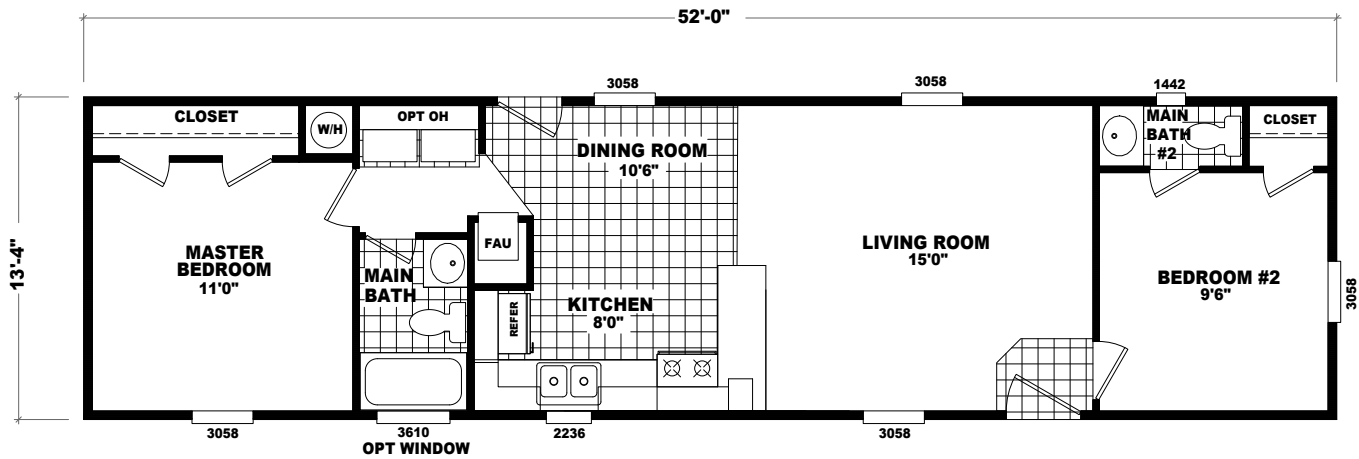 52'-0"
3058
3058
1442
CLOSET
W/H
OPT OH
MAIN
BATH
#2
CLOSET
DINING ROOM
10'6"
13'-4"
MASTER
BEDROOM
11'0"
MAIN
BATH
FAU
LIVING ROOM
15'0"
BEDROOM #2
9'6"
3058
REFER
KITCHEN
8'0"
3058
3610
OPT WINDOW
2236
3058